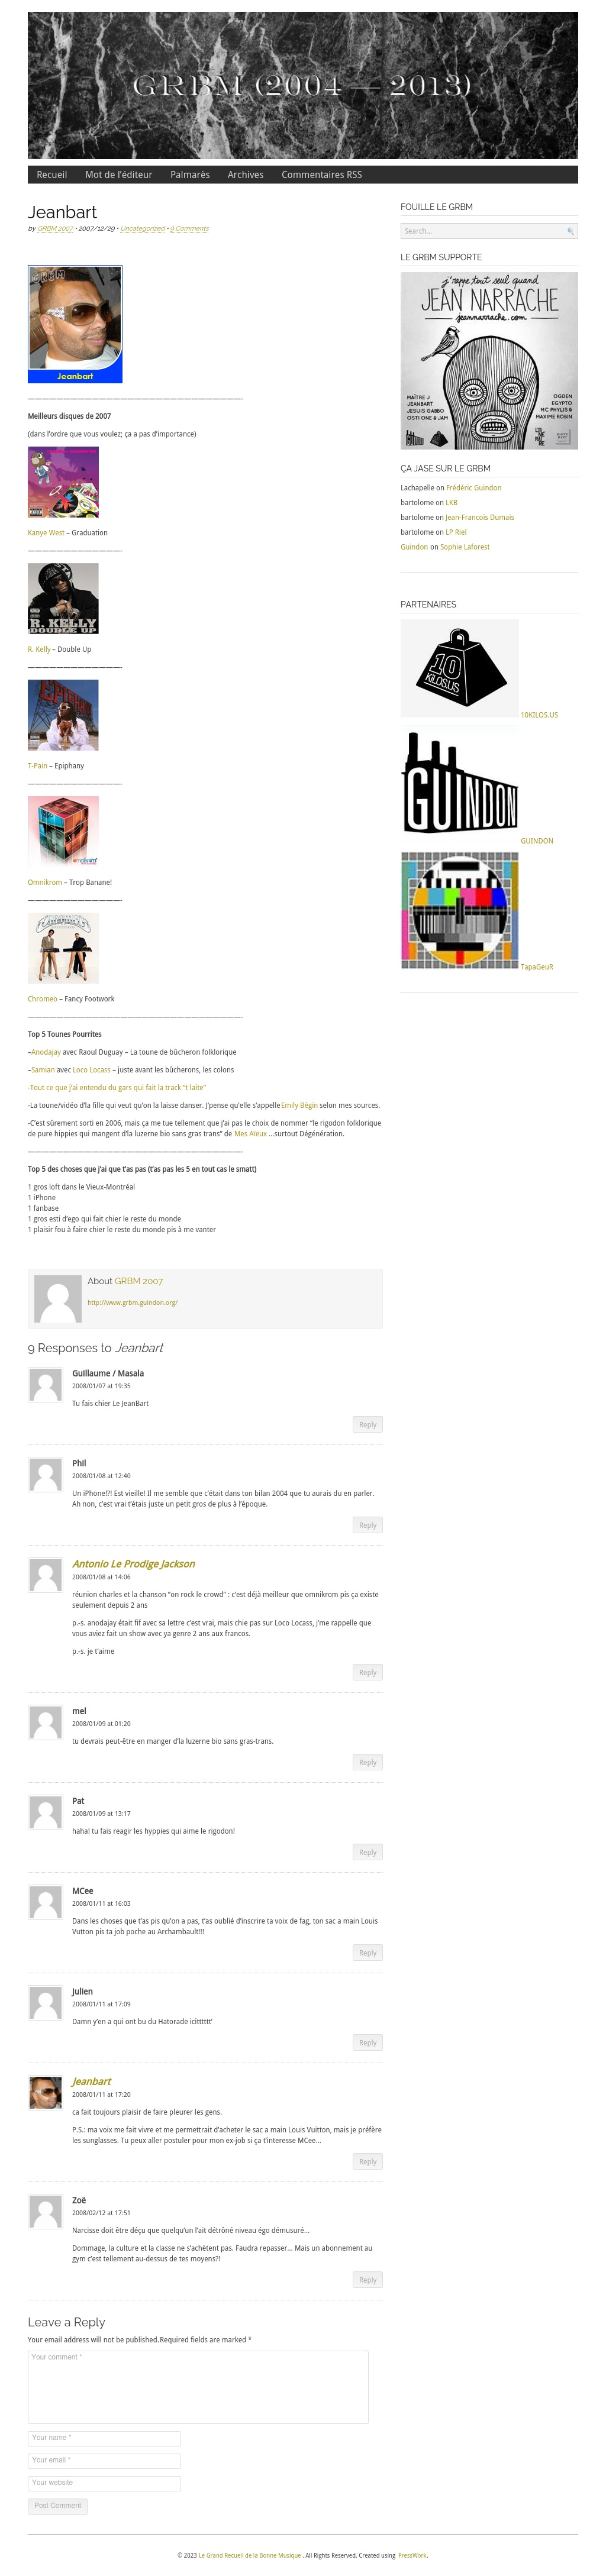 GRBM (2004 — 2013)
Recueil Mot de l'éditeur Palmarès Archives Commentaires RSS
Jeanbart
by GRBM 2007 • 2007/12/29 • Uncategorized • 9 Comments
GRBM
Jeanbart
————————————————————————————–
Meilleurs disques de 2007
(dans l'ordre que vous voulez; ça a pas d'importance)
Kanye West – Graduation
——————————————–
R. KELLY
DOUBLE UP
R. Kelly – Double Up
——————————————–
EPIPHANY
T-Pain – Epiphany
——————————————–
Omnikrom – Trop Banane!
——————————————–
CHROMEO
Chromeo – Fancy Footwork
————————————————————————————–
Top 5 Tounes Pourrites
–Anodajay avec Raoul Duguay – La toune de bûcheron folklorique
–Samian avec Loco Locass – juste avant les bûcherons, les colons
-Tout ce que j'ai entendu du gars qui fait la track "t laite"
-La toune/vidéo d'la fille qui veut qu'on la laisse danser. J'pense qu'elle s'appelle Emily Bégin selon mes sources.
-C'est sûrement sorti en 2006, mais ça me tue tellement que j'ai pas le choix de nommer "le rigodon folklorique
de pure hippies qui mangent d'la luzerne bio sans gras trans" de Mes Aïeux …surtout Dégénération.
————————————————————————————–
Top 5 des choses que j'ai que t'as pas (t'as pas les 5 en tout cas le smatt)
1 gros loft dans le Vieux-Montréal
1 iPhone
1 fanbase
1 gros esti d'ego qui fait chier le reste du monde
1 plaisir fou à faire chier le reste du monde pis à me vanter
About GRBM 2007
http://www.grbm.guindon.org/
9 Responses to Jeanbart
Guillaume / Masala
2008/01/07 at 19:35
Tu fais chier Le JeanBart
Reply
Phil
2008/01/08 at 12:40
Un iPhone!?! Est vieille! Il me semble que c'était dans ton bilan 2004 que tu aurais du en parler.
Ah non, c'est vrai t'étais juste un petit gros de plus à l'époque.
Reply
Antonio Le Prodige Jackson
2008/01/08 at 14:06
réunion charles et la chanson "on rock le crowd" : c'est déjà meilleur que omnikrom pis ça existe
seulement depuis 2 ans
p.-s. anodajay était fif avec sa lettre c'est vrai, mais chie pas sur Loco Locass, j'me rappelle que
vous aviez fait un show avec ya genre 2 ans aux francos.
p.-s. je t'aime
Reply
mel
2008/01/09 at 01:20
tu devrais peut-être en manger d'la luzerne bio sans gras-trans.
Reply
Pat
2008/01/09 at 13:17
haha! tu fais reagir les hyppies qui aime le rigodon!
Reply
MCee
2008/01/11 at 16:03
Dans les choses que t'as pis qu'on a pas, t'as oublié d'inscrire ta voix de fag, ton sac a main Louis
Vutton pis ta job poche au Archambault!!!
Reply
Julien
2008/01/11 at 17:09
Damn y'en a qui ont bu du Hatorade icitttttt'
Reply
Jeanbart
2008/01/11 at 17:20
ca fait toujours plaisir de faire pleurer les gens.
P.S.: ma voix me fait vivre et me permettrait d'acheter le sac a main Louis Vuitton, mais je préfère
les sunglasses. Tu peux aller postuler pour mon ex-job si ça t'interesse MCee…
Reply
Zoë
2008/02/12 at 17:51
Narcisse doit être déçu que quelqu'un l'ait détrôné niveau égo démusuré…
Dommage, la culture et la classe ne s'achètent pas. Faudra repasser… Mais un abonnement au
gym c'est tellement au-dessus de tes moyens?!
Reply
Leave a Reply
Your email address will not be published. Required fields are marked *
Your comment *
Your name *
Your email *
Your website
Post Comment
FOUILLE LE GRBM
Search...
LE GRBM SUPPORTE
j'rappe tout seul quand
JEAN NARRACHE
jeannarrache.com
MAÎTRE J
JEANBART
JESUIS GABBO
OSTI ONE & JAM
OGDEN
EGYPTO
MC PHYLIS &
MAXIME ROBIN
ÇA JASE SUR LE GRBM
Lachapelle on Frédéric Guindon
bartolome on LKB
bartolome on Jean-Francois Dumais
bartolome on LP Riel
Guindon on Sophie Laforest
PARTENAIRES
10
KILOS.US
10KILOS.US
GUINDON
GUINDON
TapaGeuR
© 2023 Le Grand Recueil de la Bonne Musique . All Rights Reserved. Created using PressWork.